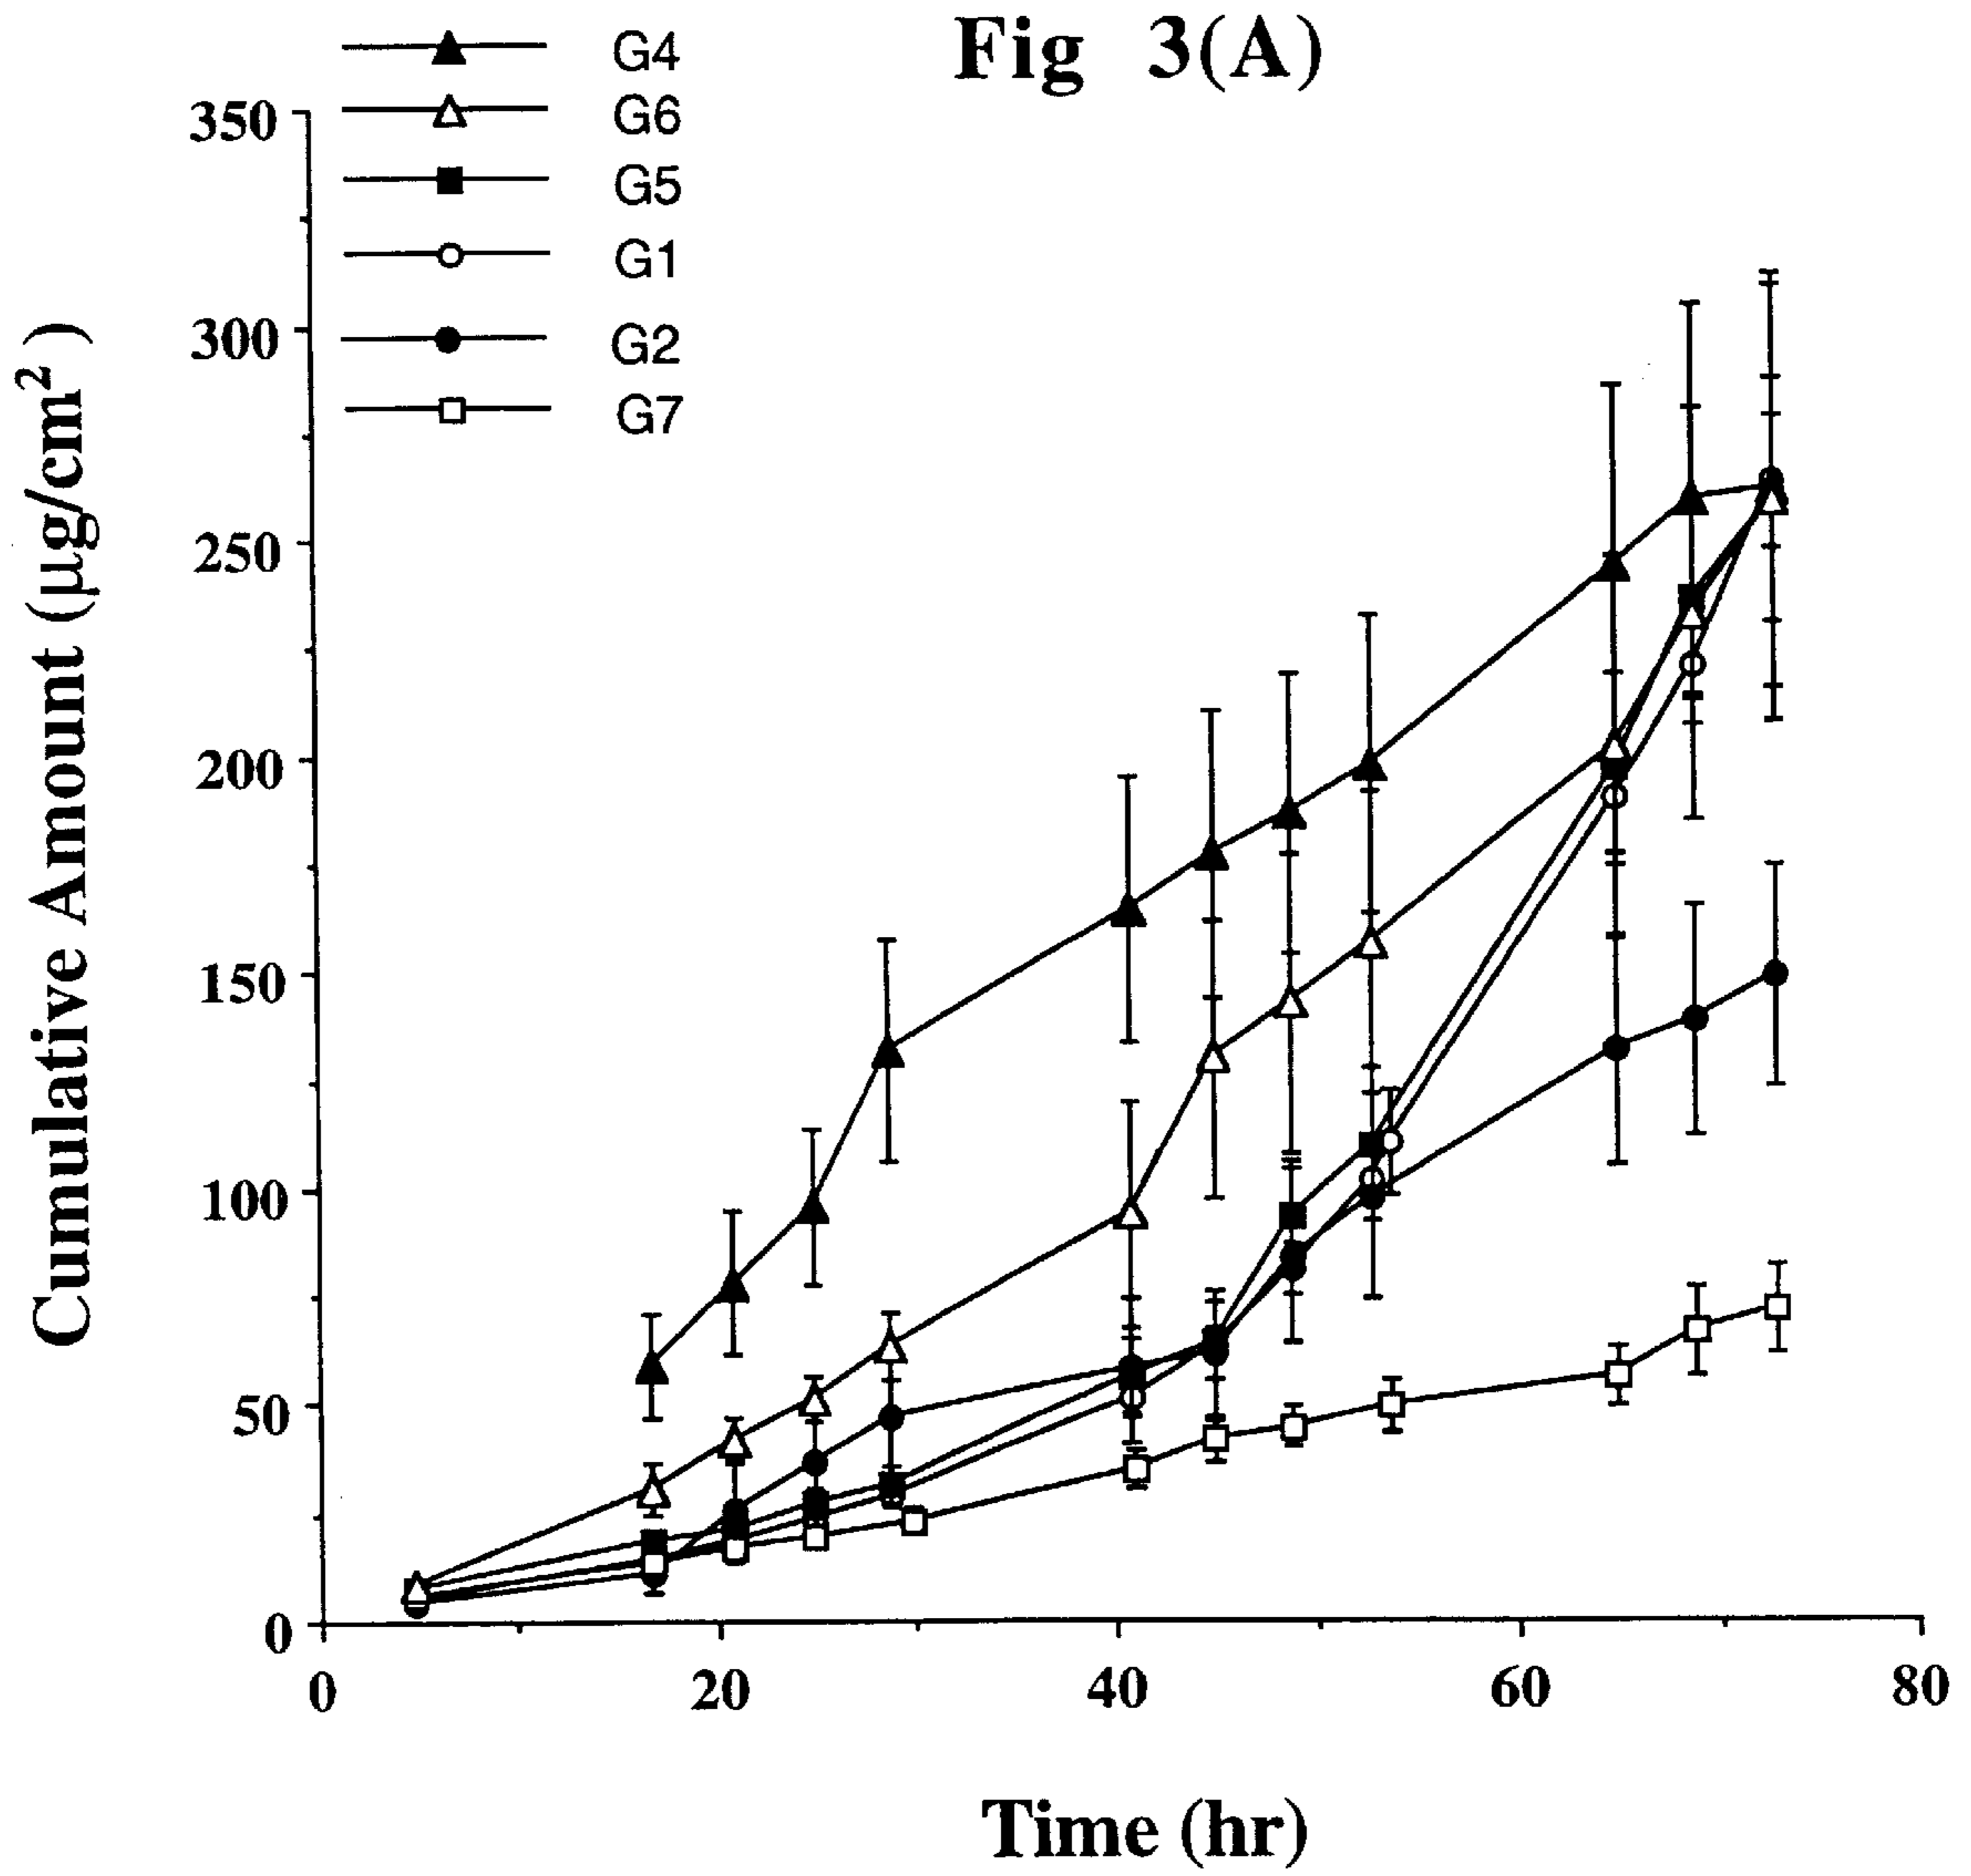 Fig 3(A)
G4
G6
G5
G1
G2
G7
350
300
250
200
150
100
50
0
Cumulative Amount (µg/cm²)
0 20 40 60 80
Time (hr)